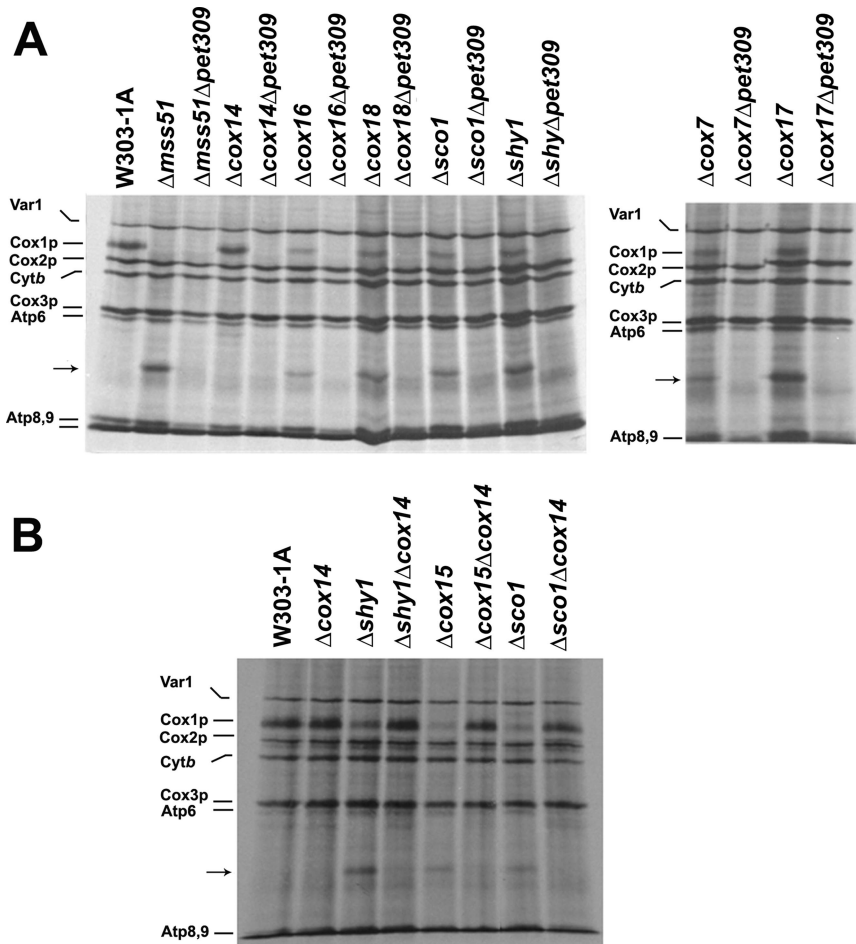 A
W303-1A
Δmss51
Δmss51Δpet309
Δcox14
Δcox14Δpet309
Δcox16
Δcox16Δpet309
Δcox18
Δcox18Δpet309
Δsco1
Δsco1Δpet309
Δshy1
ΔshyΔpet309
Var1
Cox1p
Cox2p
Cytb
Cox3p
Atp6
Atp8,9
Δcox7
Δcox7Δpet309
Δcox17
Δcox17Δpet309
Var1
Cox1p
Cox2p
Cytb
Cox3p
Atp6
Atp8,9
B
W303-1A
Δcox14
Δshy1
Δshy1Δcox14
Δcox15
Δcox15Δcox14
Δsco1
Δsco1Δcox14
Var1
Cox1p
Cox2p
Cytb
Cox3p
Atp6
Atp8,9